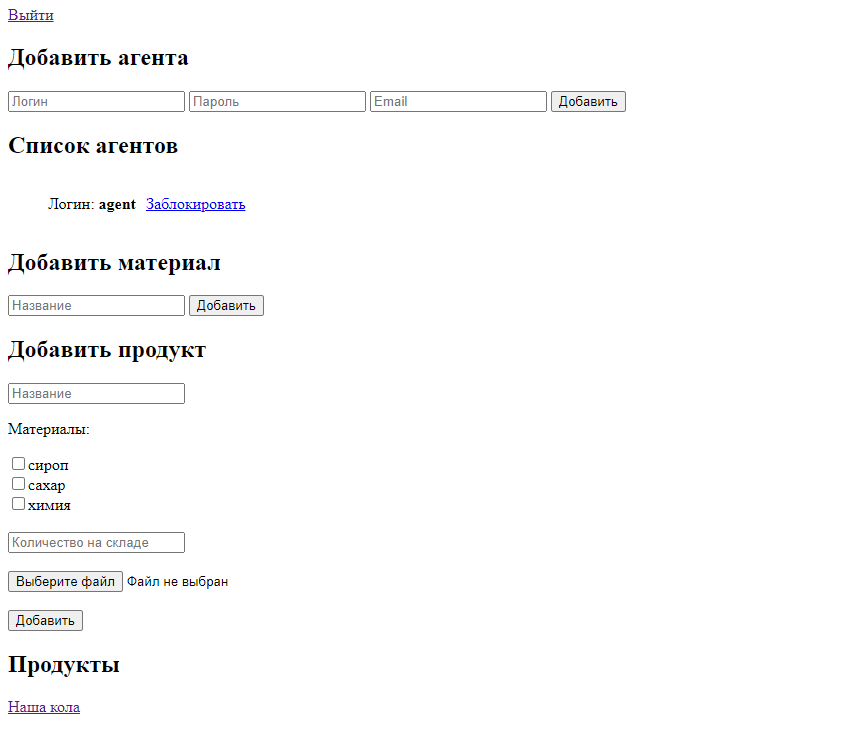 Выйти
Добавить агента
Логин Пароль Email Добавить
Список агентов
Логин: agent Заблокировать
Добавить материал
Название Добавить
Добавить продукт
Название
Материалы:
сироп
сахар
химия
Количество на складе
Выберите файл Файл не выбран
Добавить
Продукты
Наша кола